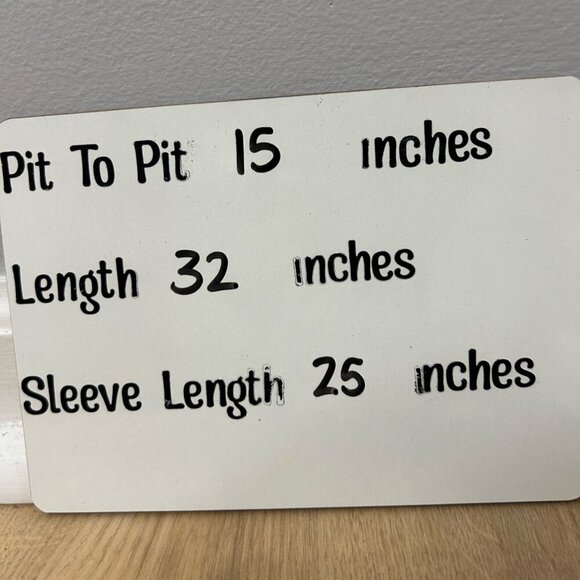 Pit To Pit 15 inches
Length 32 inches
Sleeve Length 25 inches